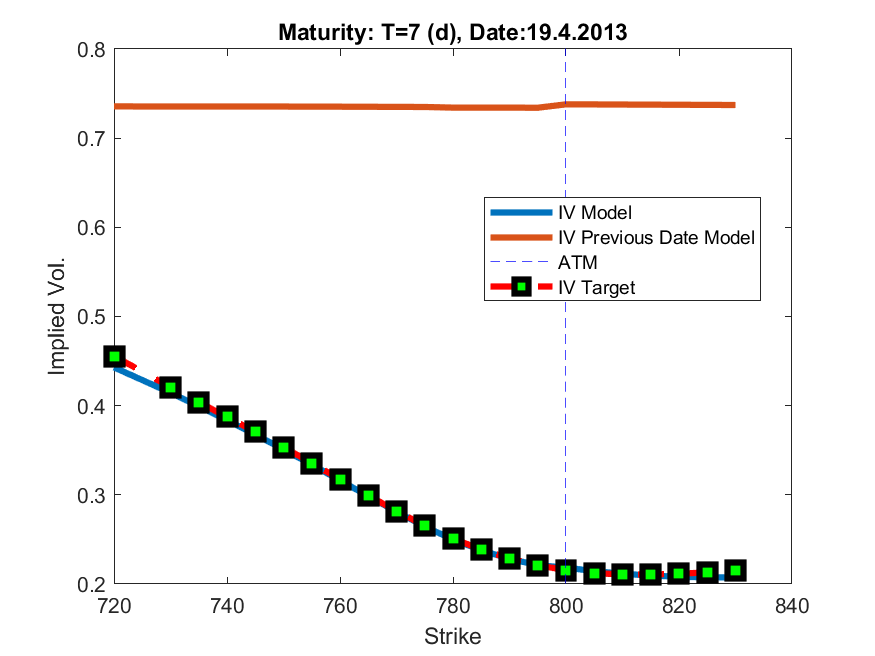 Maturity: T=7 (d), Date:19.4.2013
0.8
0.7
0.6
0.5
0.4
0.3
0.2
Implied Vol.
IV Model
IV Previous Date Model
ATM
IV Target
720
740
760
780
800
820
840
Strike